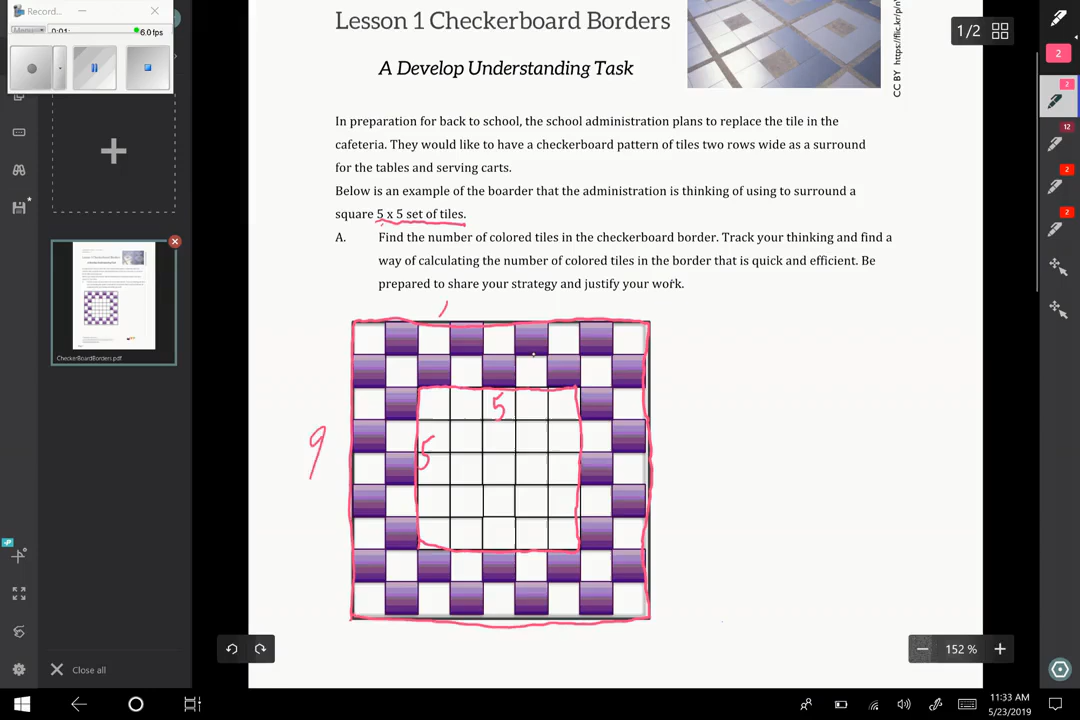 Record...
6.0 fps
0:01:
Lesson 1 Checkerboard Borders
A Develop Understanding Task
CC BY https://flic.kr/p/n
1/2
2
2
12
2
2
In preparation for back to school, the school administration plans to replace the tile in the
cafeteria. They would like to have a checkerboard pattern of tiles two rows wide as a surround
for the tables and serving carts.
Below is an example of the boarder that the administration is thinking of using to surround a
square 5 x 5 set of tiles.
A. Find the number of colored tiles in the checkerboard border. Track your thinking and find a
way of calculating the number of colored tiles in the border that is quick and efficient. Be
prepared to share your strategy and justify your work.
5
9
5
CheckerBoardBorders.pdf
Close all
152 %
11:33 AM
5/23/2019